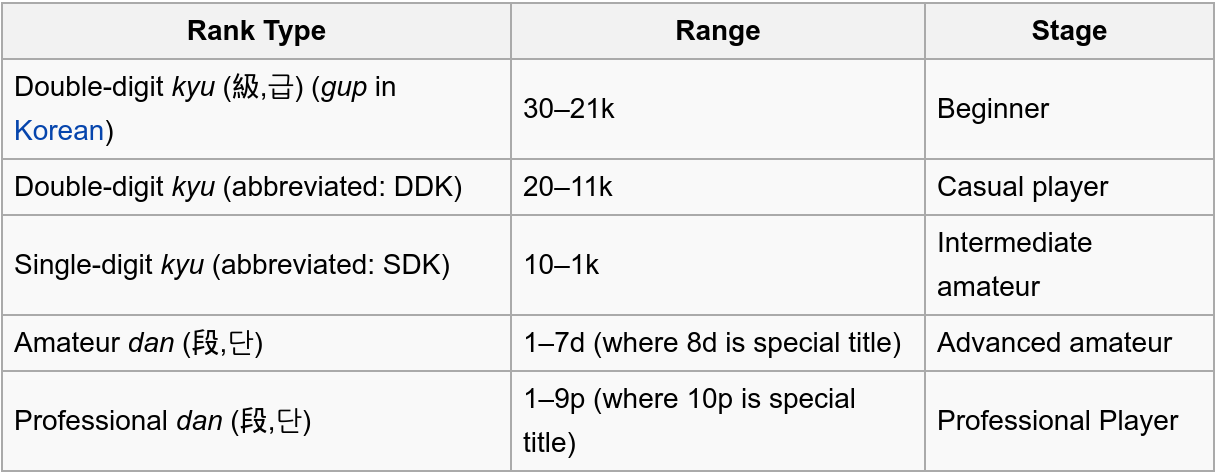 Rank Type Range Stage
Double-digit kyu (級,급) (gup in
Korean)
30–21k
Beginner
Double-digit kyu (abbreviated: DDK) 20–11k Casual player
Single-digit kyu (abbreviated: SDK) 10–1k
Intermediate
amateur
Amateur dan (段,단) 1–7d (where 8d is special title) Advanced amateur
Professional dan (段,단)
1–9p (where 10p is special
title)
Professional Player